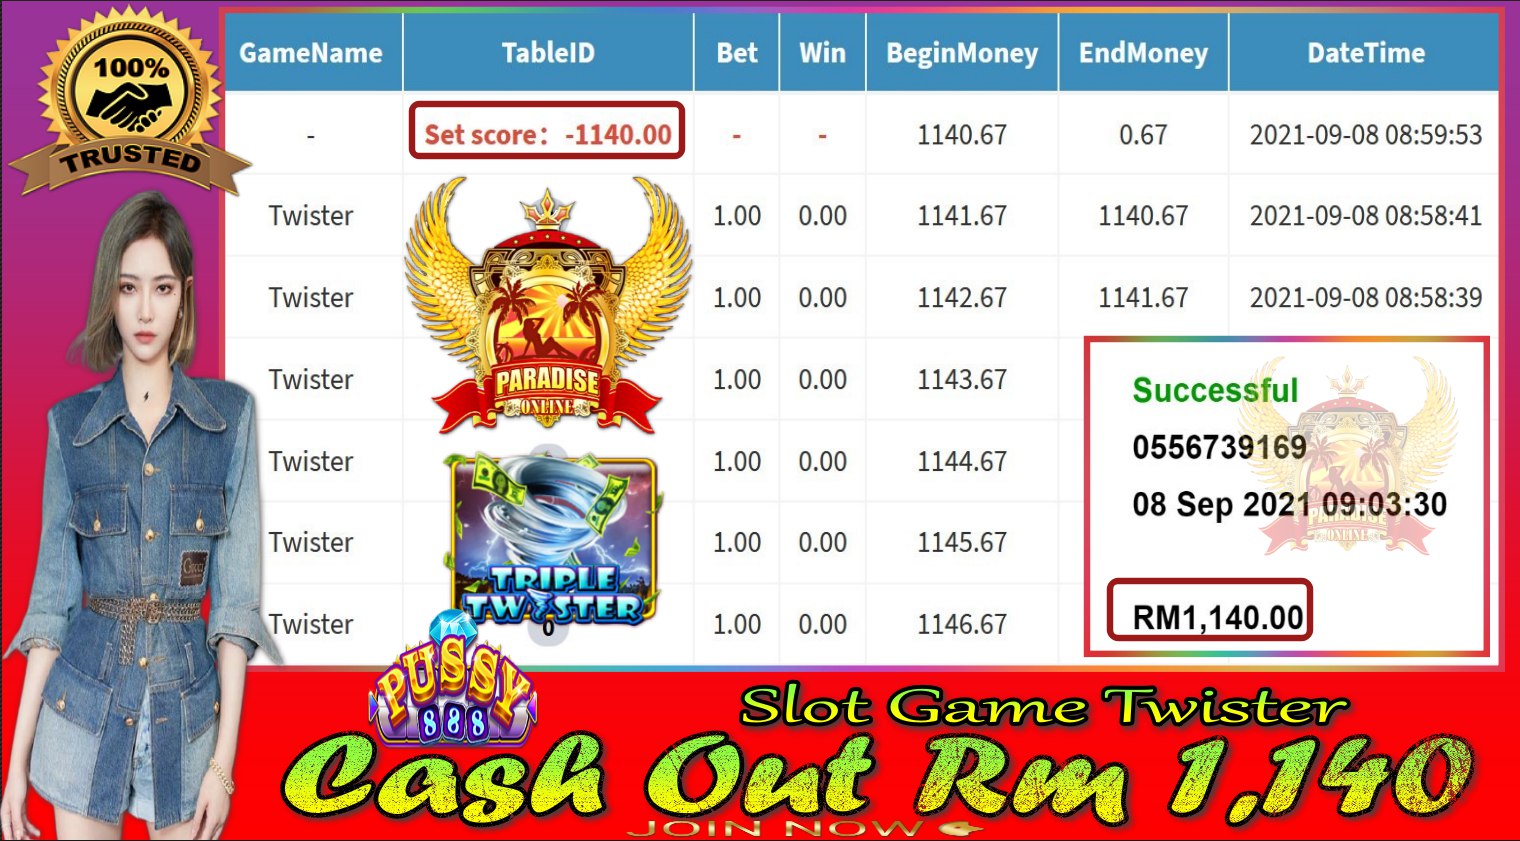 100%
TRUSTED
GameName TableID Bet Win BeginMoney EndMoney DateTime
- Set score: -1140.00 - - 1140.67 0.67 2021-09-08 08:59:53
Twister 1.00 0.00 1141.67 1140.67 2021-09-08 08:58:41
Twister 1.00 0.00 1142.67 1141.67 2021-09-08 08:58:39
Twister 1.00 0.00 1143.67
Twister 1.00 0.00 1144.67
Twister 1.00 0.00 1145.67
Twister 0 1.00 0.00 1146.67
PARADISE
ONLINE
TRIPLE
TWISTER
Successful
0556739169
08 Sep 2021 09:03:30
PARADISE
ONLINE
RM1,140.00
Gucci
PUSSY
888
Slot Game Twister
Cash Out Rm 1,140
JOIN NOW